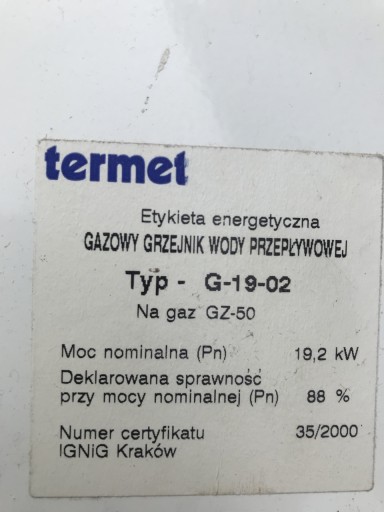 termet
Etykieta energetyczna
GAZOWY GRZEJNIK WODY PRZEPŁYWOWEJ
Typ - G-19-02
Na gaz GZ-50
Moc nominalna (Pn) 19,2 kW
Deklarowana sprawność
przy mocy nominalnej (Pn) 88 %
Numer certyfikatu 35/2000
IGNiG Kraków